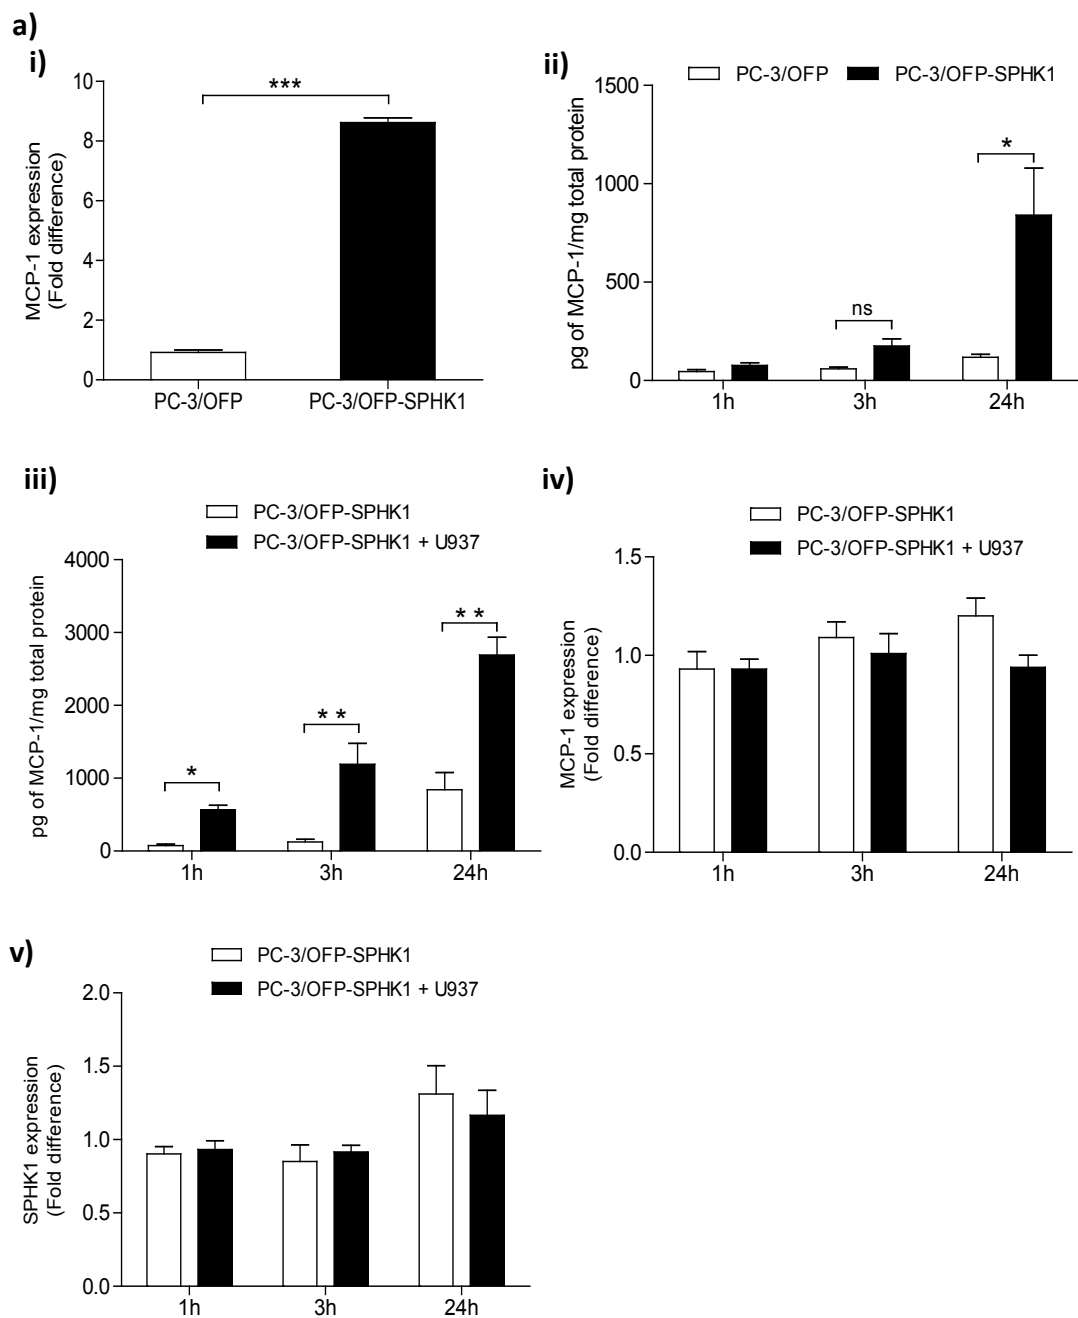 a)
i)
MCP-1 expression
(Fold difference)
10
8
6
4
2
0
***
PC-3/OFP
PC-3/OFP-SPHK1
ii)
PC-3/OFP
PC-3/OFP-SPHK1
pg of MCP-1/mg total protein
1500
1000
500
0
ns
*
1h
3h
24h
iii)
PC-3/OFP-SPHK1
PC-3/OFP-SPHK1 + U937
pg of MCP-1/mg total protein
4000
3000
2000
1000
0
*
**
**
1h
3h
24h
iv)
PC-3/OFP-SPHK1
PC-3/OFP-SPHK1 + U937
MCP-1 expression
(Fold difference)
1.5
1.0
0.5
0.0
1h
3h
24h
v)
PC-3/OFP-SPHK1
PC-3/OFP-SPHK1 + U937
SPHK1 expression
(Fold difference)
2.0
1.5
1.0
0.5
0.0
1h
3h
24h